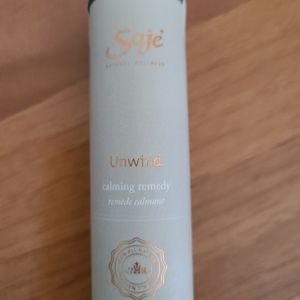 Saje
NATURAL WELLNESS
Unwind
calming remedy
remède calmant